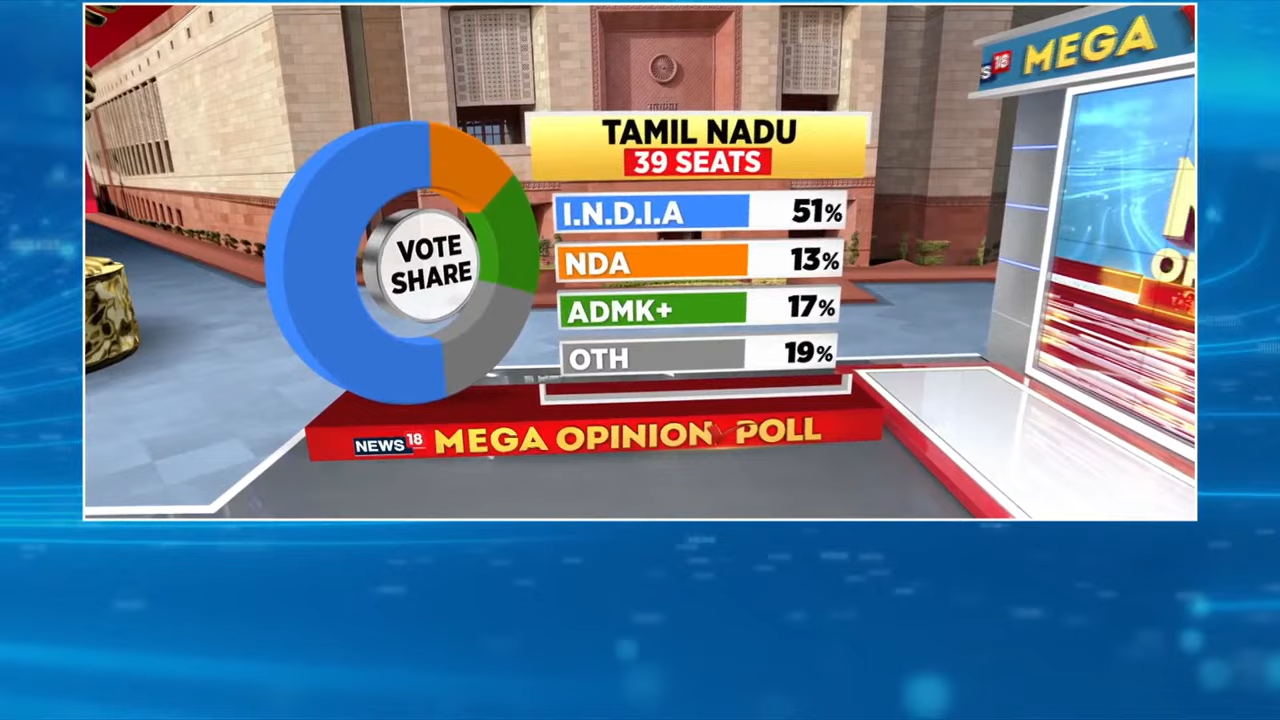 MEGA
TAMIL NADU
39 SEATS
VOTE
SHARE
I.N.D.I.A 51%
NDA 13%
ADMK+ 17%
OTH 19%
NEWS18 MEGA OPINION POLL